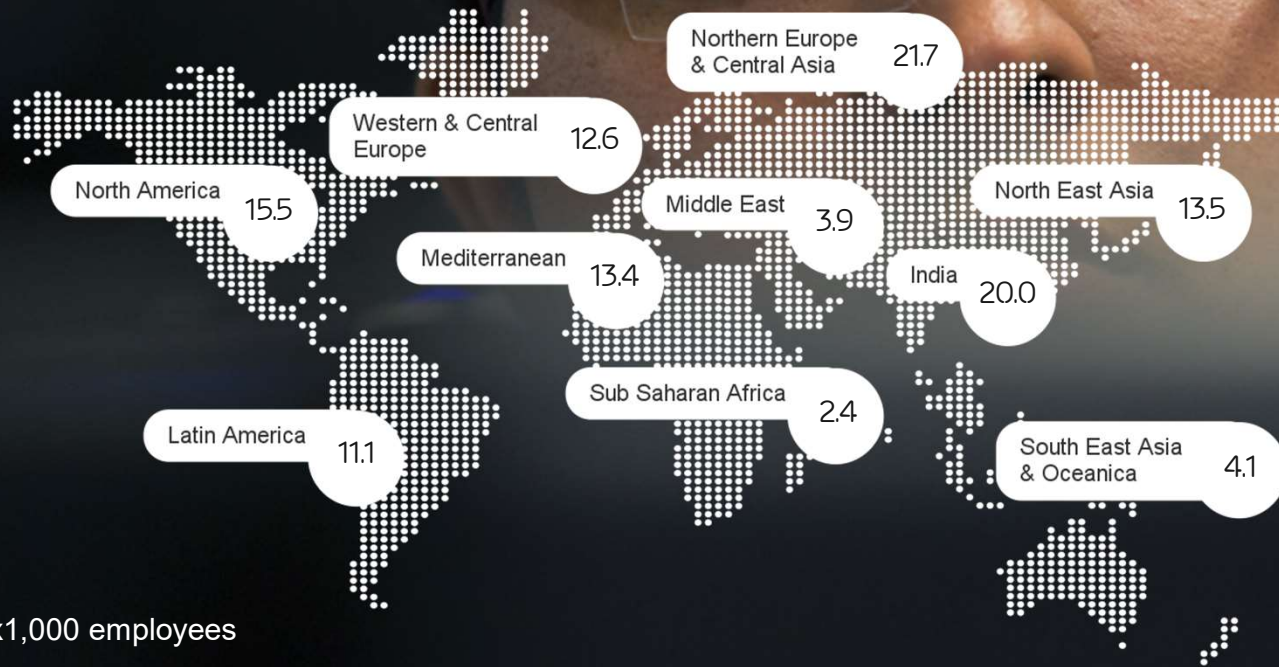 Northern Europe
& Central Asia
21.7
Western & Central
Europe
12.6
North America
15.5
Middle East
3.9
North East Asia
13.5
Mediterranean
13.4
India
20.0
Sub Saharan Africa
2.4
Latin America
11.1
South East Asia
& Oceanica
4.1
x1,000 employees